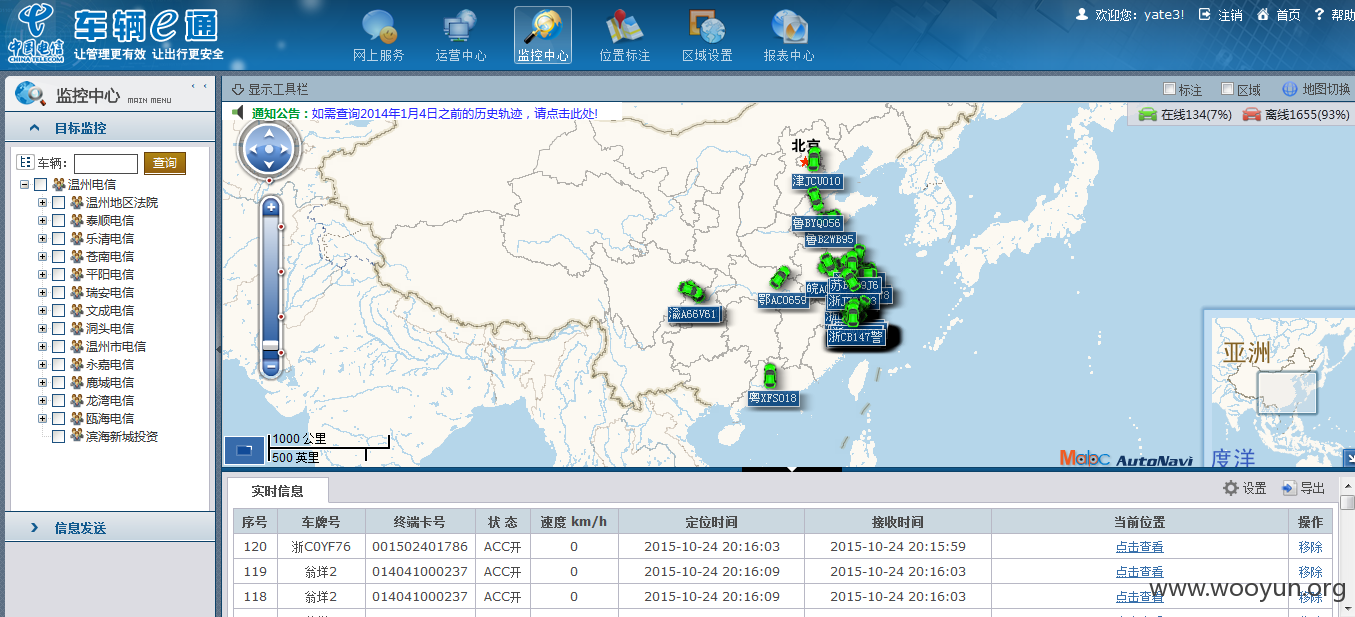 中国电信
CHINA TELECOM
车辆e通
让管理更有效 让出行更安全
网上服务
运营中心
监控中心
位置标注
区域设置
报表中心
欢迎您：yate3!
注销
首页
? 帮助
监控中心 MAIN MENU
目标监控
车辆：
查询
温州电信
温州地区法院
泰顺电信
乐清电信
苍南电信
平阳电信
瑞安电信
文成电信
洞头电信
温州市电信
永嘉电信
鹿城电信
龙湾电信
瓯海电信
滨海新城投资
信息发送
显示工具栏
标注
区域
地图切换
通知公告：如需查询2014年1月4日之前的历史轨迹，请点击此处!
在线134(7%)
离线1655(93%)
北京
津JCU010
鲁BYQ056
鲁B2WB95
渝A66V61
鄂AC0659
浙CB147警
粤XFS018
1000 公里
500 英里
Mabc AutoNavi
亚洲
度洋
实时信息
设置
导出
序号 车牌号 终端卡号 状态 速度 km/h 定位时间 接收时间 当前位置 操作
120 浙C0YF76 001502401786 ACC开 0 2015-10-24 20:16:03 2015-10-24 20:15:59 点击查看 移除
119 翁垟2 014041000237 ACC开 0 2015-10-24 20:16:09 2015-10-24 20:16:03 点击查看 移除
118 翁垟2 014041000237 ACC开 0 2015-10-24 20:16:09 2015-10-24 20:16:03 点击查看 移除
www.wooyun.org